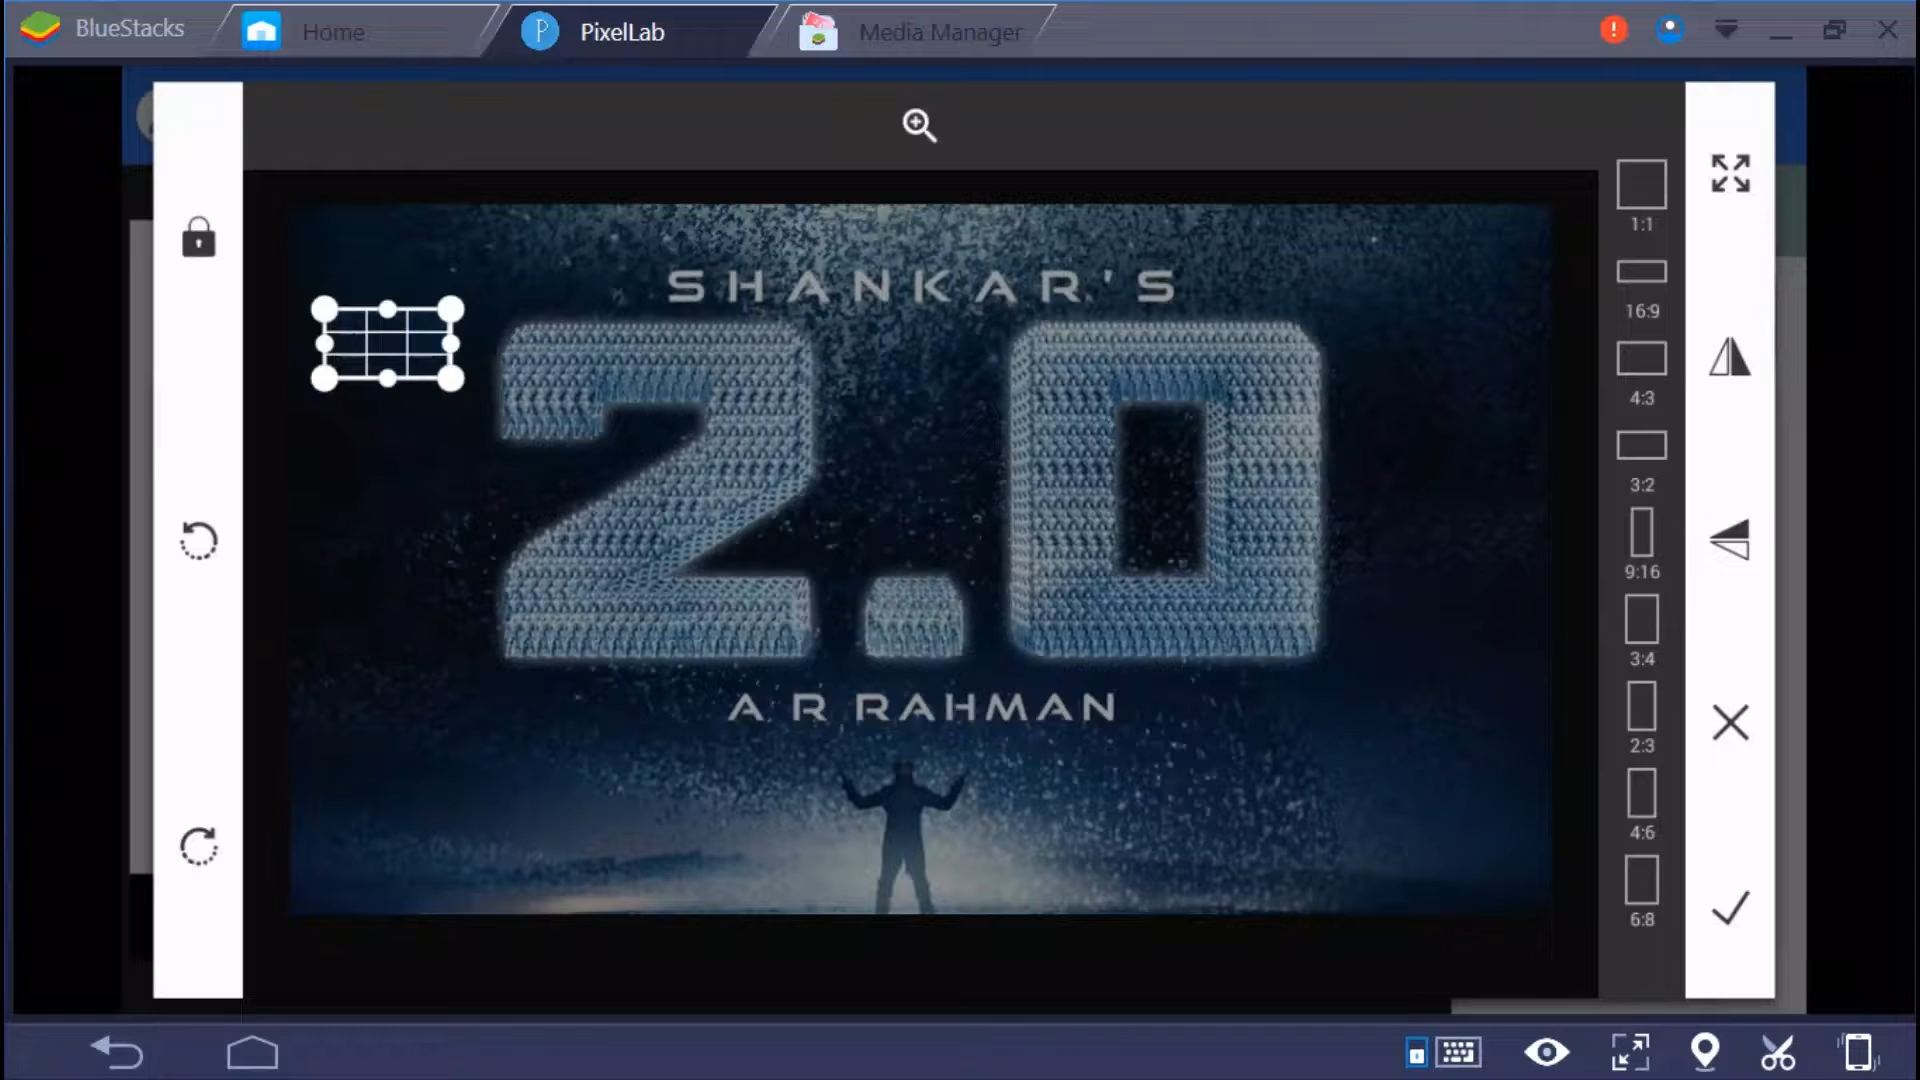 BlueStacks
Home
PixelLab
Media Manager
SHANKAR'S
2.0
A R RAHMAN
1:1
16:9
4:3
3:2
9:16
3:4
2:3
4:6
6:8